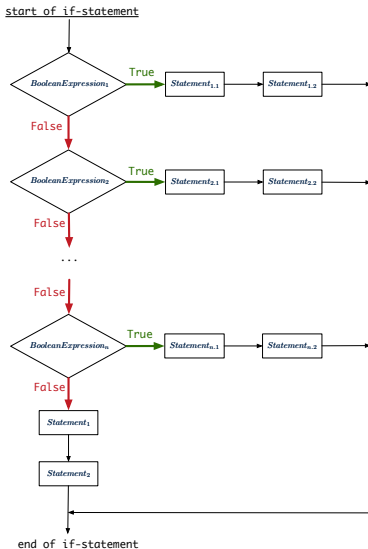 start of if-statement
BooleanExpression₁
True
Statement₁.₁
Statement₁.₂
False
BooleanExpression₂
True
Statement₂.₁
Statement₂.₂
False
...
False
BooleanExpressionₙ
True
Statementₙ.₁
Statementₙ.₂
False
Statement₁
Statement₂
end of if-statement